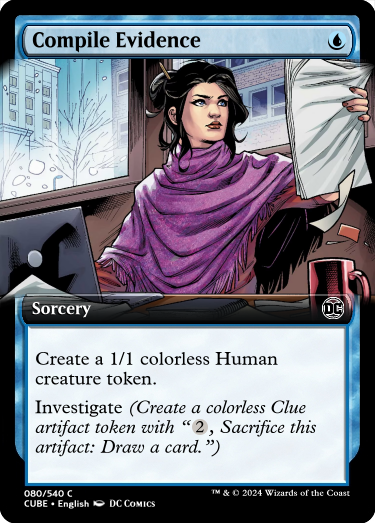 Compile Evidence
Sorcery
DC
Create a 1/1 colorless Human
creature token.
Investigate (Create a colorless Clue
artifact token with “2, Sacrifice this
artifact: Draw a card.”)
080/540 C
CUBE • English DC COMICS
™ & © 2024 Wizards of the Coast